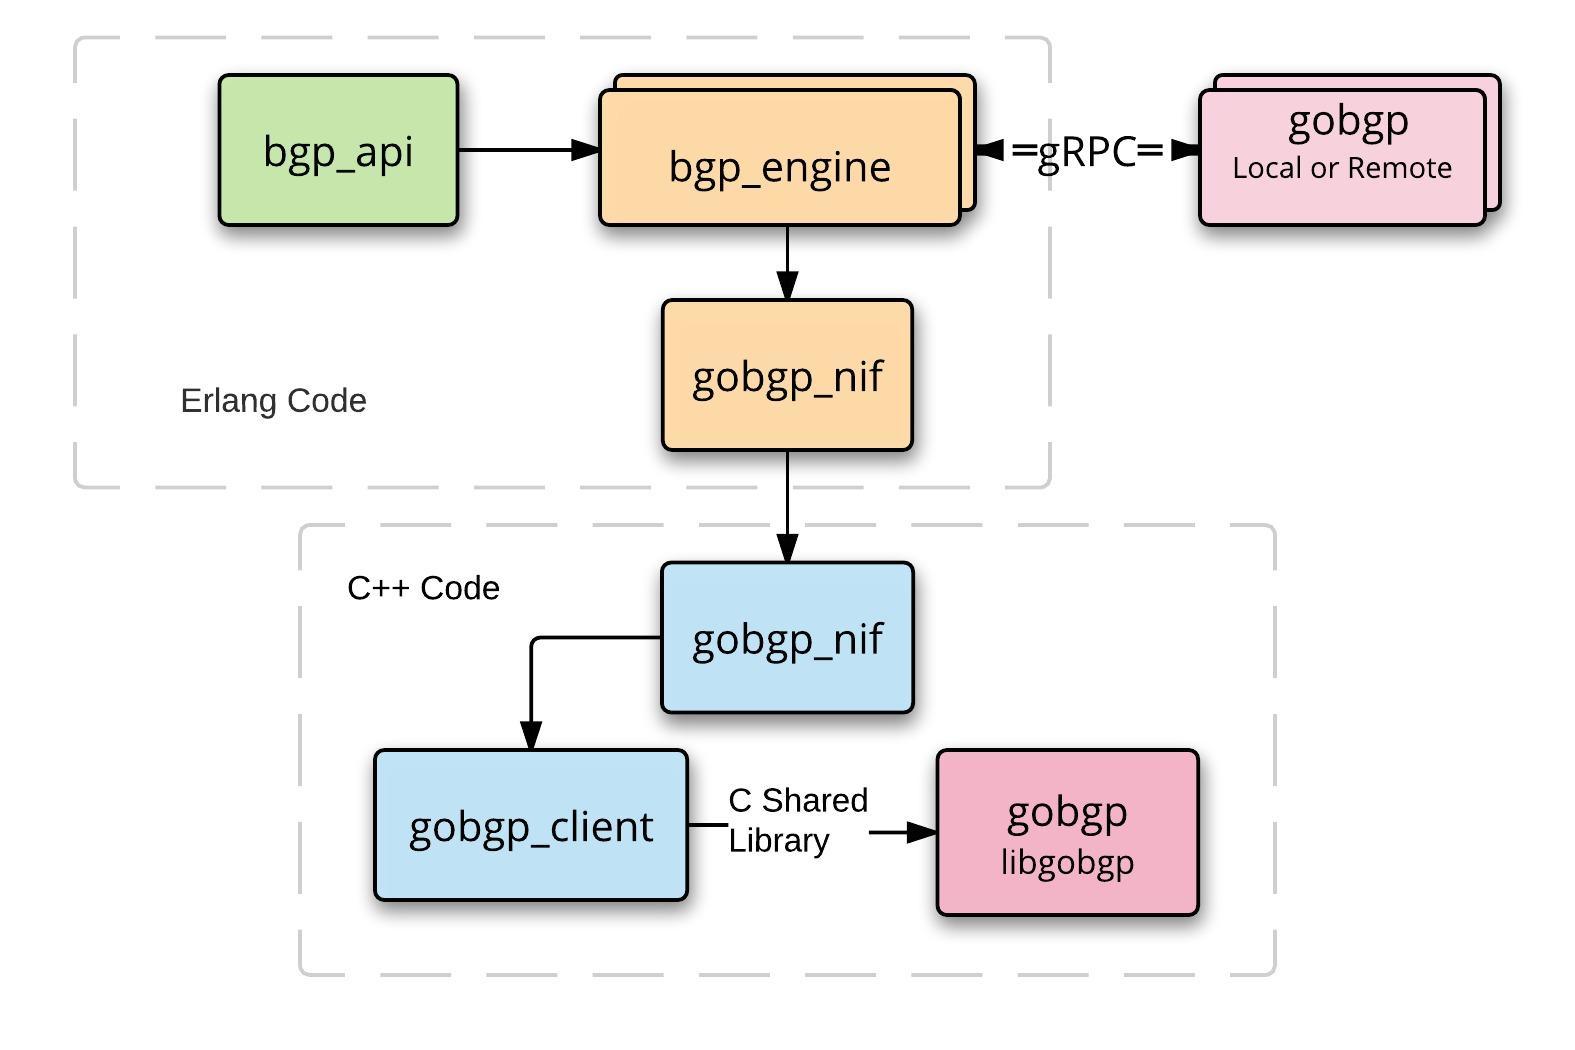 bgp_api
bgp_engine
=gRPC=
gobgp
Local or Remote
gobgp_nif
Erlang Code
C++ Code
gobgp_nif
gobgp_client
C Shared
Library
gobgp
libgobgp